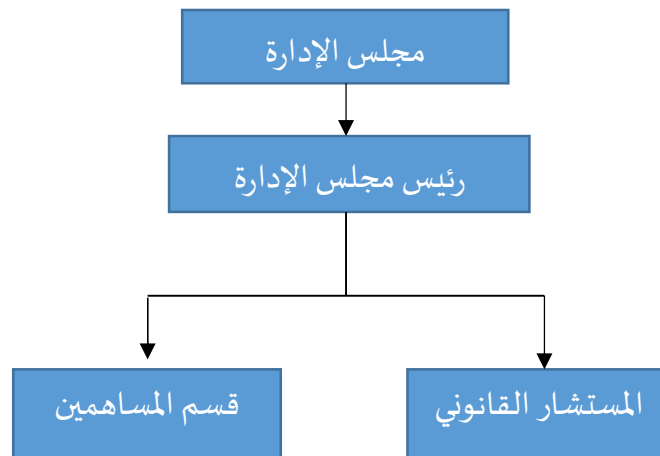 مجلس الإدارة
رئيس مجلس الإدارة
المستشار القانوني
قسم المساهمين